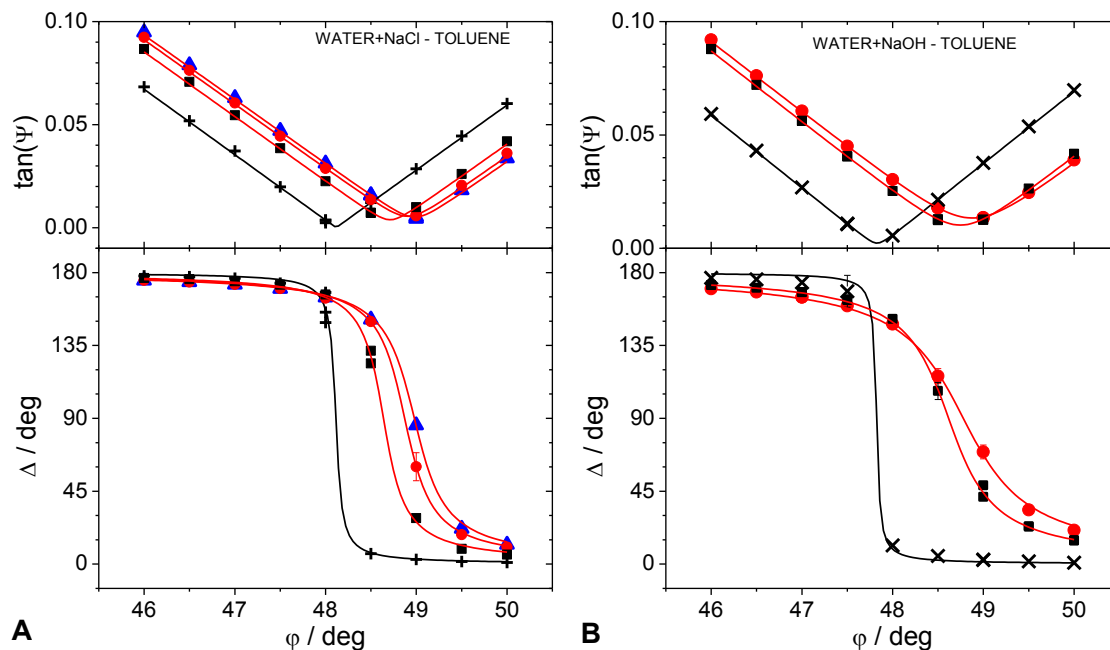 0.10
0.05
0.00
tan(Ψ)
WATER+NaCl - TOLUENE
180
135
90
45
0
Δ / deg
46 47 48 49 50
φ / deg
A
0.10
0.05
0.00
tan(Ψ)
WATER+NaOH - TOLUENE
180
135
90
45
0
Δ / deg
46 47 48 49 50
φ / deg
B